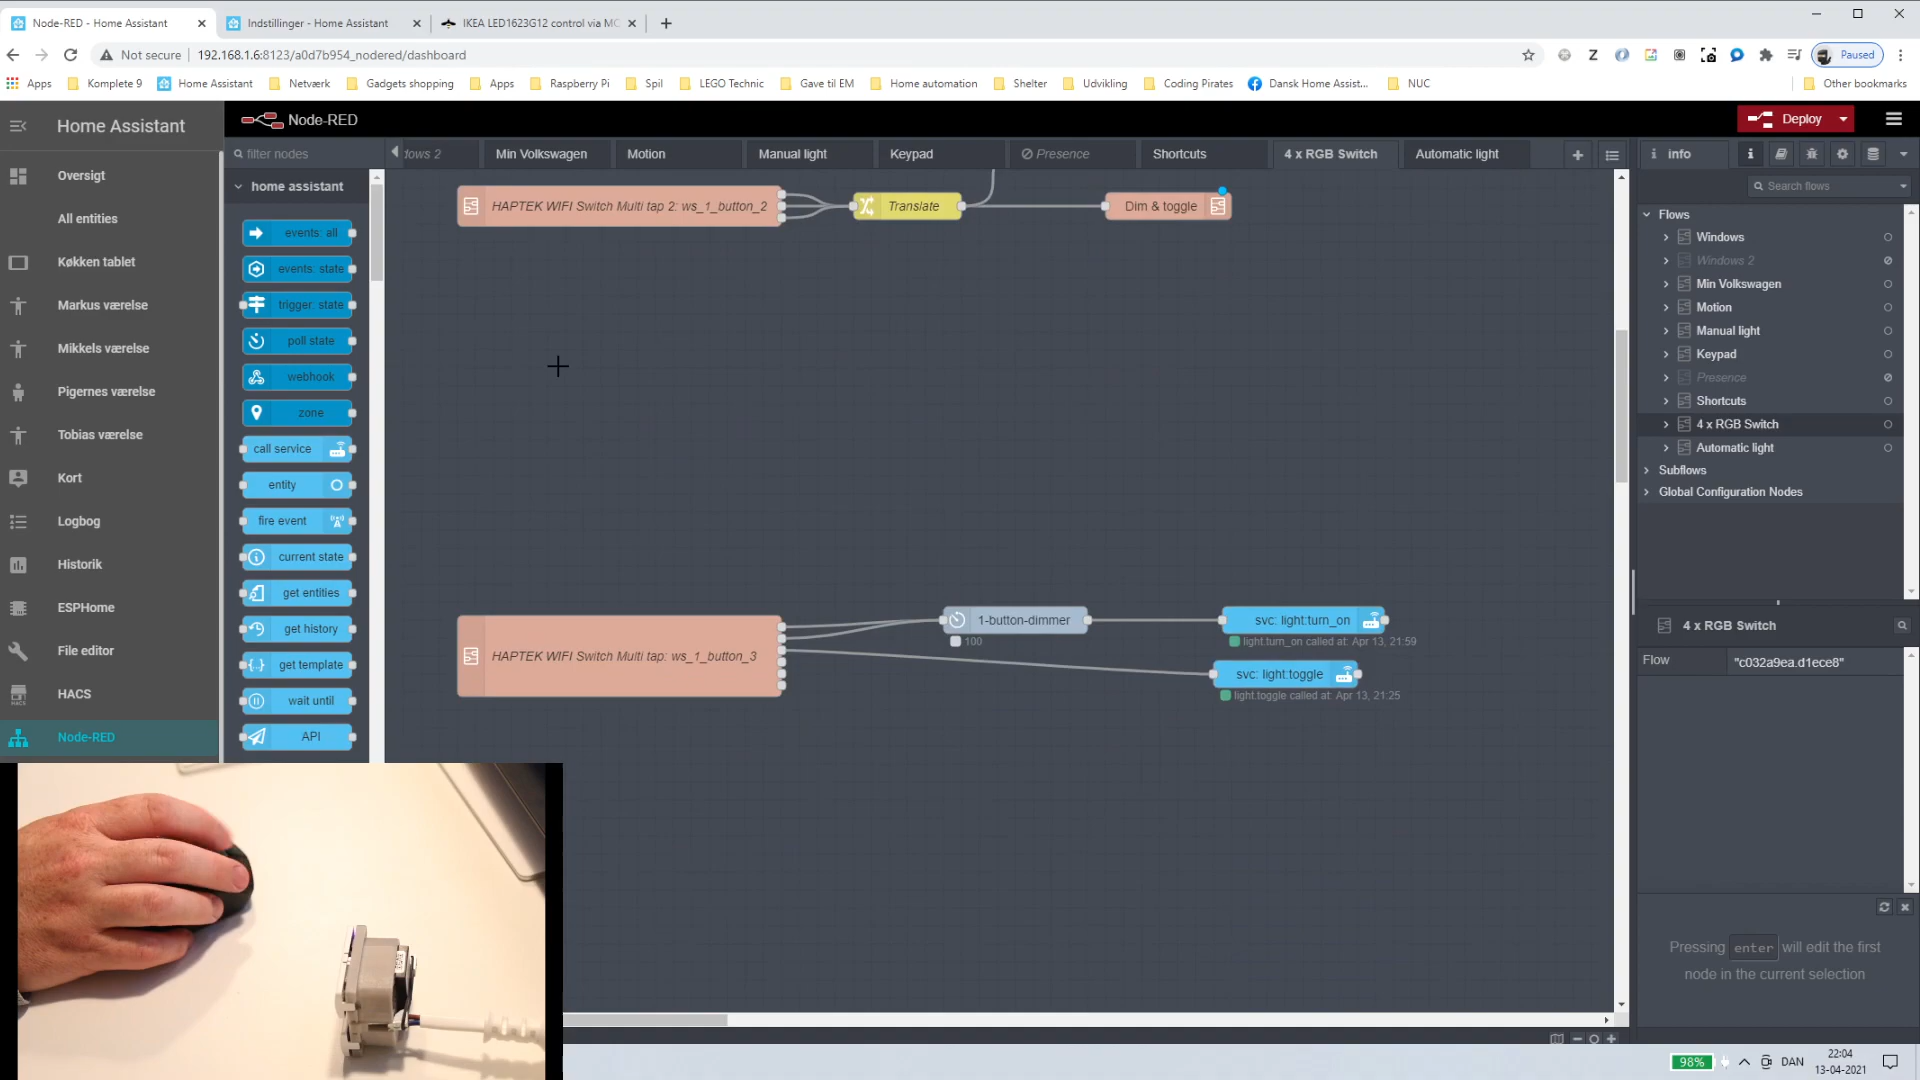 Node-RED - Home Assistant
Indstillinger - Home Assistant
IKEA LED1623G12 control via MQ
Not secure
192.168.1.6:8123/a0d7b954_nodered/dashboard
Paused
Apps
Komplete 9
Home Assistant
Netværk
Gadgets shopping
Apps
Raspberry Pi
Spil
LEGO Technic
Gave til EM
Home automation
Shelter
Udvikling
Coding Pirates
Dansk Home Assist...
NUC
Other bookmarks
Home Assistant
Node-RED
Deploy
filter nodes
lows 2
Min Volkswagen
Motion
Manual light
Keypad
Presence
Shortcuts
4 x RGB Switch
Automatic light
info
Search flows
Oversigt
All entities
Køkken tablet
Markus værelse
Mikkels værelse
Pigernes værelse
Tobias værelse
Kort
Logbog
Historik
ESPHome
File editor
HACS
Node-RED
home assistant
events: all
events: state
trigger: state
poll state
webhook
zone
call service
entity
fire event
current state
get entities
get history
get template
wait until
API
HAPTEK WIFI Switch Multi tap 2: ws_1_button_2
Translate
Dim & toggle
HAPTEK WIFI Switch Multi tap: ws_1_button_3
1-button-dimmer
100
svc: light:turn_on
light.turn_on called at: Apr 13, 21:59
svc: light:toggle
light.toggle called at: Apr 13, 21:25
Flows
Windows
Windows 2
Min Volkswagen
Motion
Manual light
Keypad
Presence
Shortcuts
4 x RGB Switch
Automatic light
Subflows
Global Configuration Nodes
4 x RGB Switch
Flow
"c032a9ea.d1ece8"
Pressing enter will edit the first
node in the current selection
98%
DAN
22:04
13-04-2021